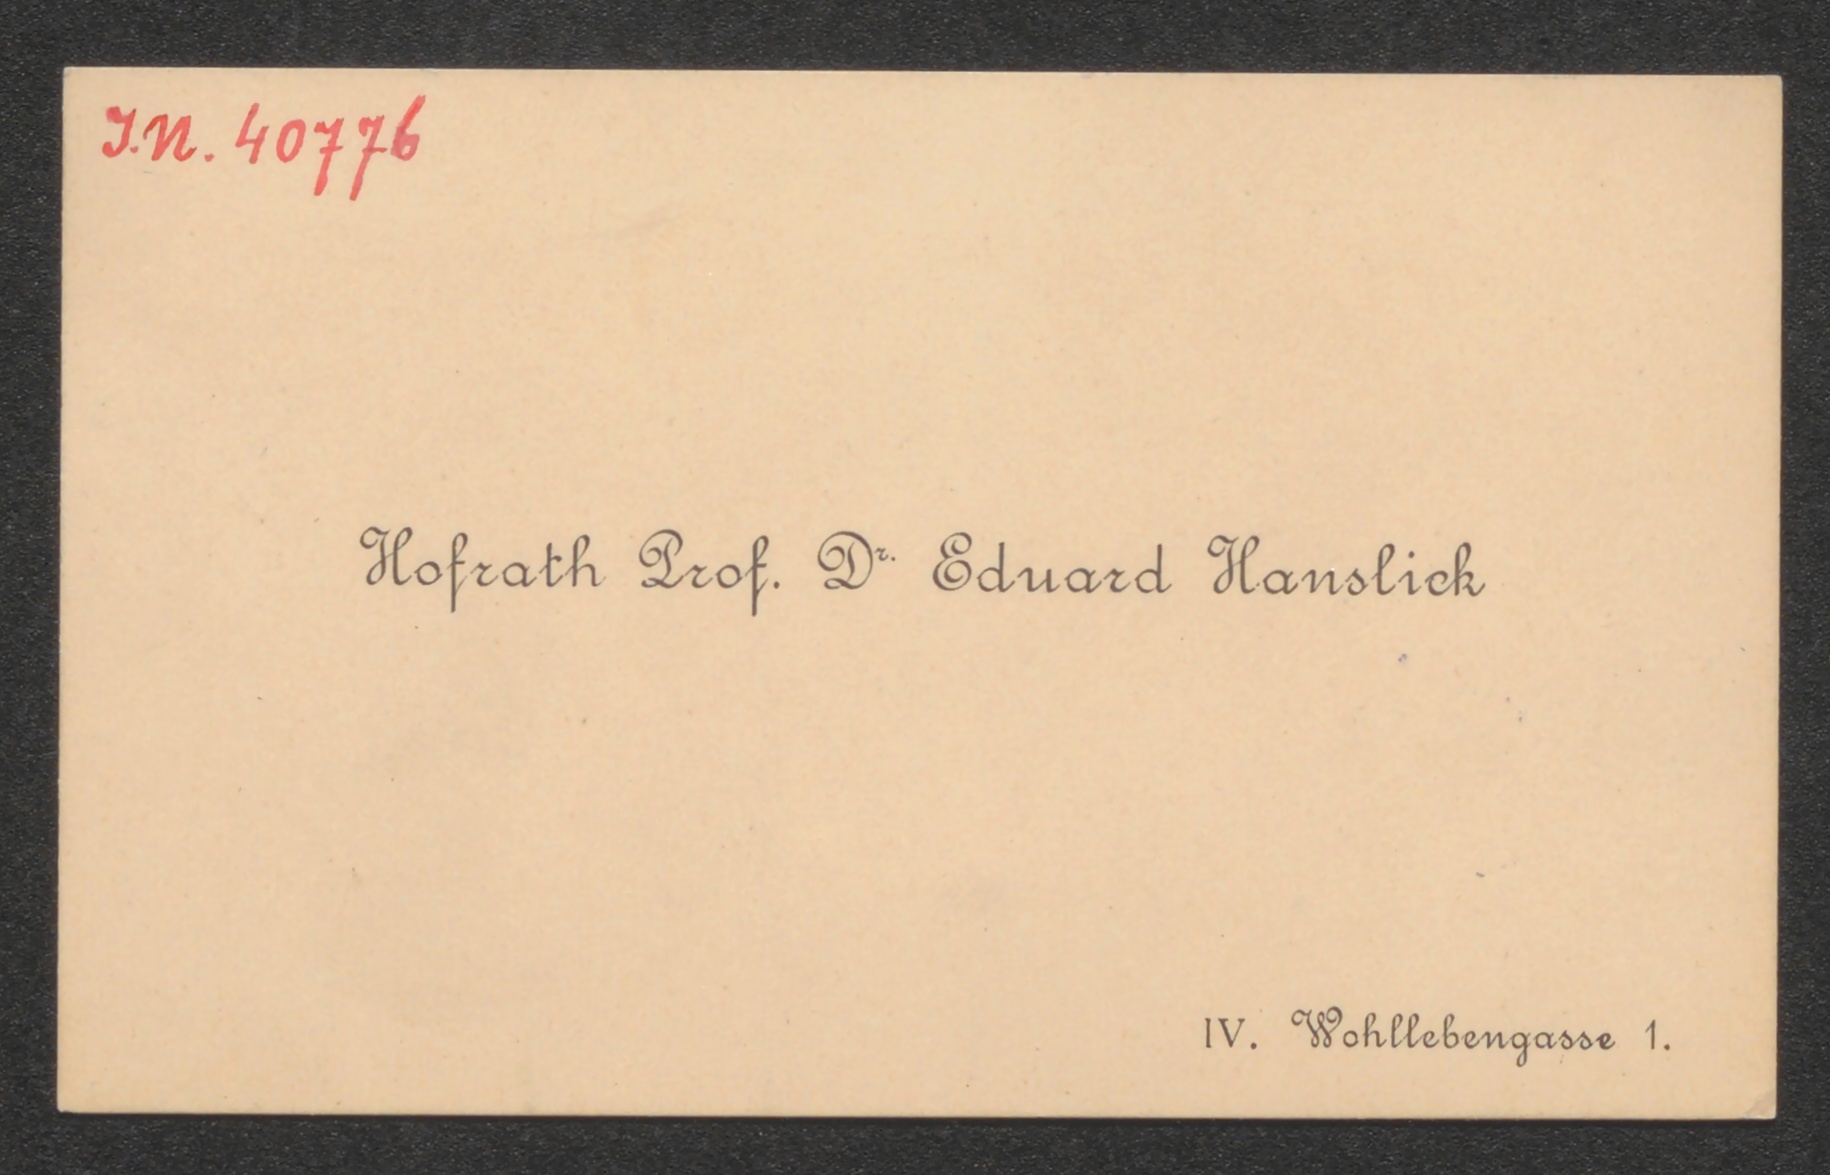 J.N. 40776
Hofrath Prof. Dr. Eduard Hanslick
IV. Wohllebengasse 1.